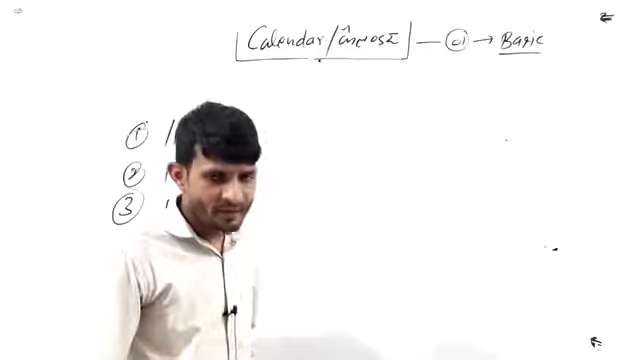 Calendar/ — 01 → Basic
①
②
③